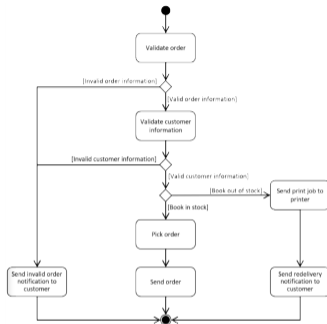 Validate order
[Invalid order information]
[Valid order information]
Validate customer
information
[Invalid customer information]
[Valid customer information]
[Book out of stock]
Send print job to
printer
[Book in stock]
Pick order
Send invalid order
notification to
customer
Send order
Send redelivery
notification to
customer